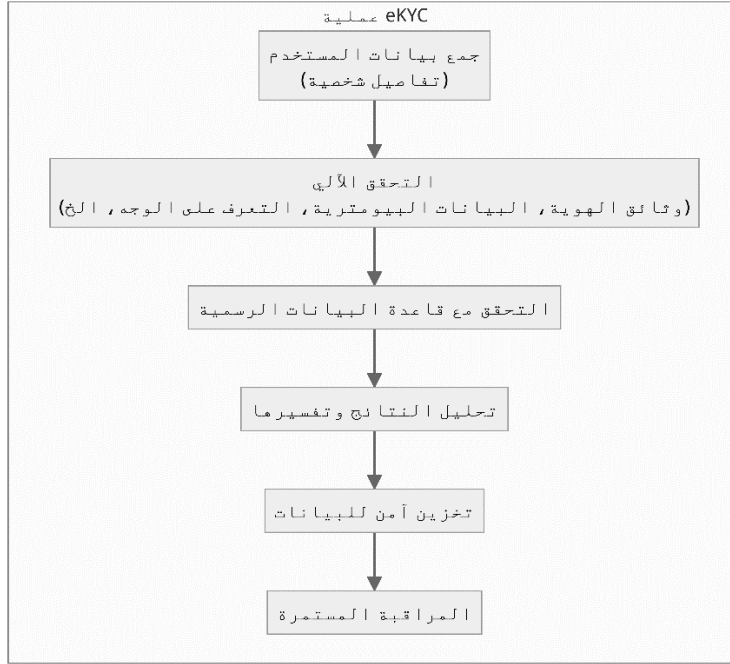 عملية eKYC
جمع بيانات المستخدم
(تفاصيل شخصية)
التحقق الآلي
(وثائق الهوية، البيانات البيومترية، التعرف على الوجه، الخ)
التحقق مع قاعدة البيانات الرسمية
تحليل النتائج وتفسيرها
تخزين آمن للبيانات
المراقبة المستمرة